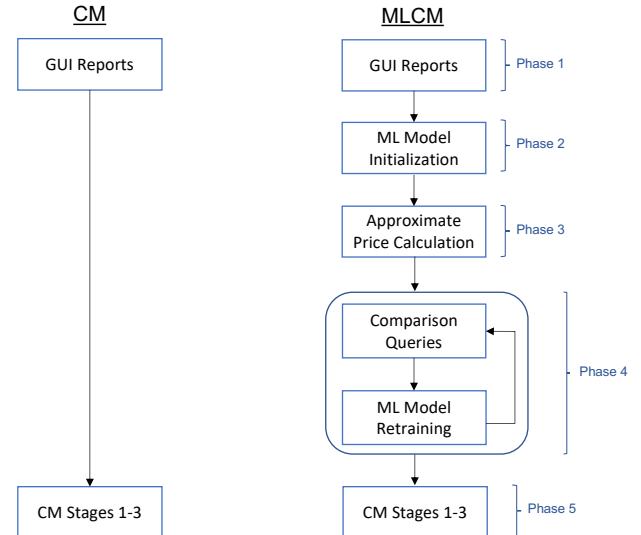 CM
MLCM
GUI Reports
GUI Reports
Phase 1
ML Model
Initialization
Phase 2
Approximate
Price Calculation
Phase 3
Comparison
Queries
Phase 4
ML Model
Retraining
CM Stages 1-3
CM Stages 1-3
Phase 5